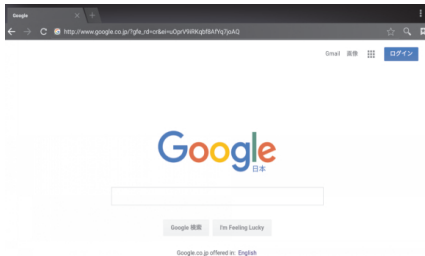 Google
http://www.google.co.jp/?gfe_rd=cr&ei=uOprV9HRKqbf8AfYq7joAQ
Gmail 画像 ログイン
Google
日本
Google 検索 I'm Feeling Lucky
Google.co.jp offered in: English